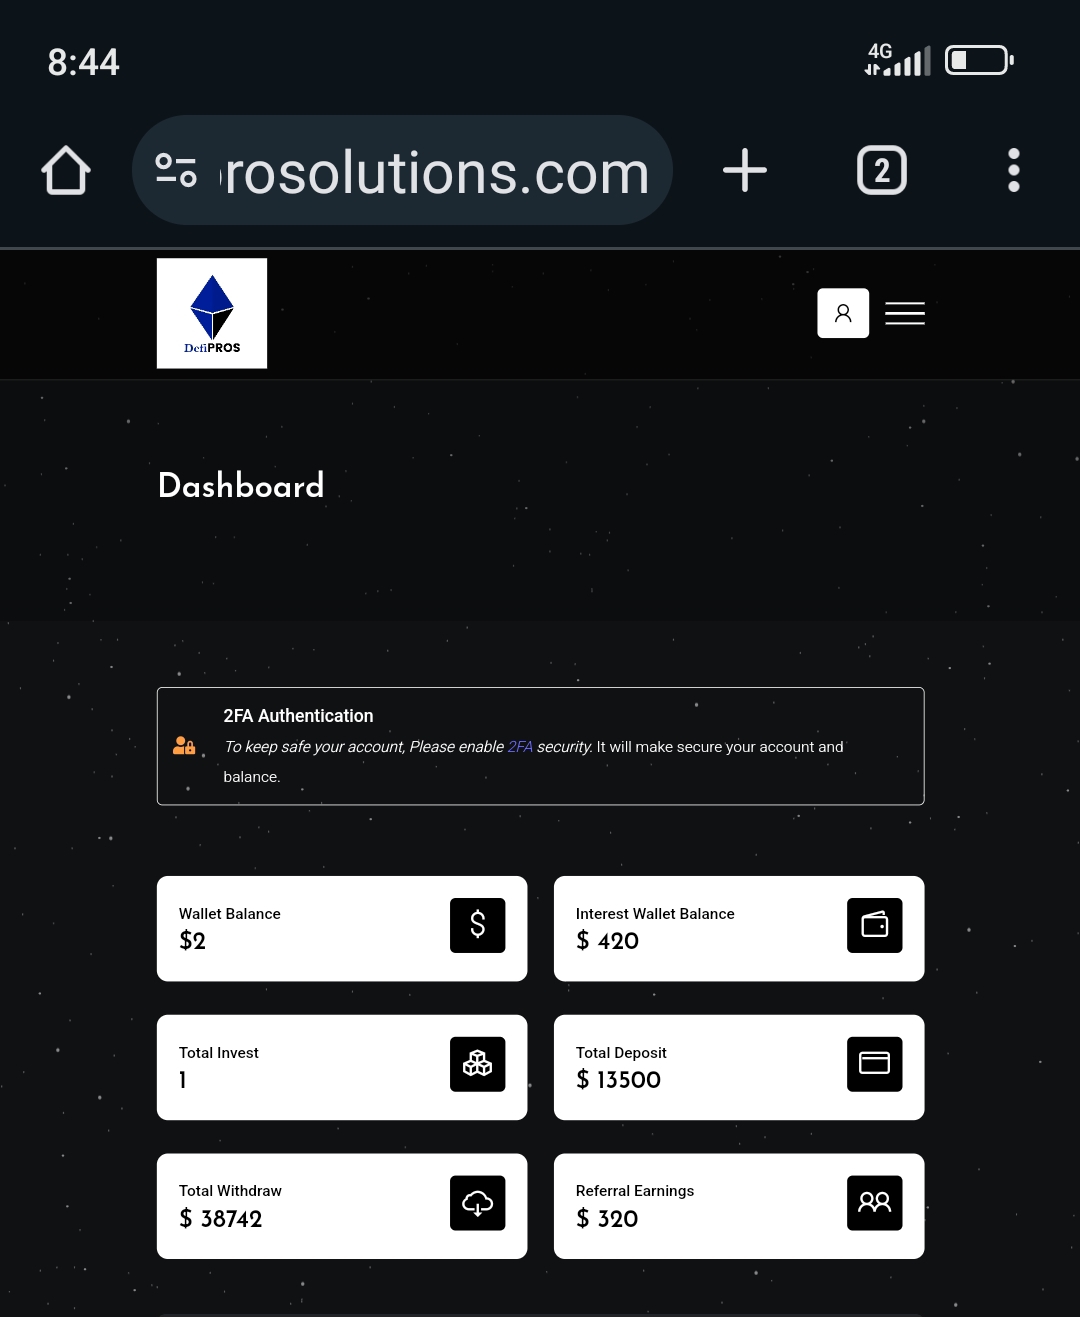 8:44
4G
rosolutions.com
2
DefiPROS
Dashboard
2FA Authentication
To keep safe your account, Please enable 2FA security. It will make secure your account and
balance.
Wallet Balance
$2
Interest Wallet Balance
$ 420
Total Invest
1
Total Deposit
$ 13500
Total Withdraw
$ 38742
Referral Earnings
$ 320